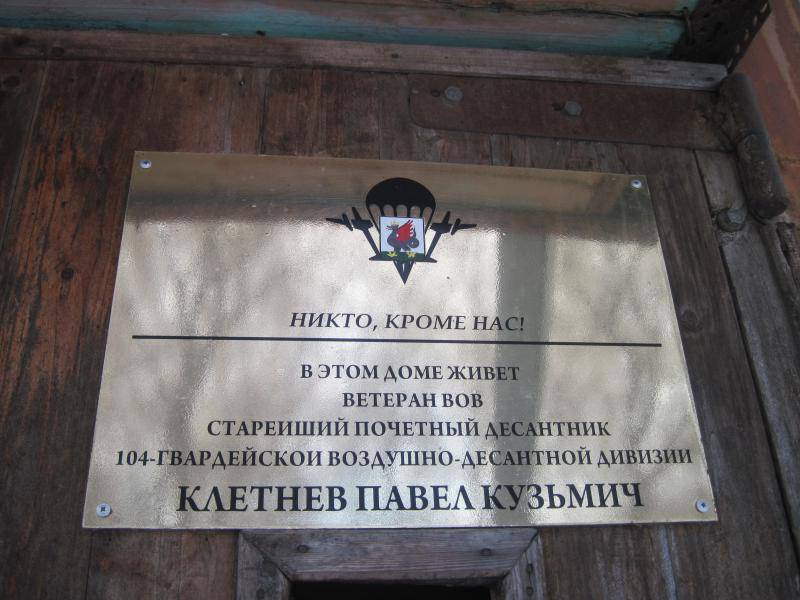 НИКТО, КРОМЕ НАС!
В ЭТОМ ДОМЕ ЖИВЕТ
ВЕТЕРАН ВОВ
СТАРЕИШИЙ ПОЧЕТНЫЙ ДЕСАНТНИК
104-ГВАРДЕЙСКОИ ВОЗДУШНО-ДЕСАНТНОЙ ДИВИЗИИ
КЛЕТНЕВ ПАВЕЛ КУЗЬМИЧ